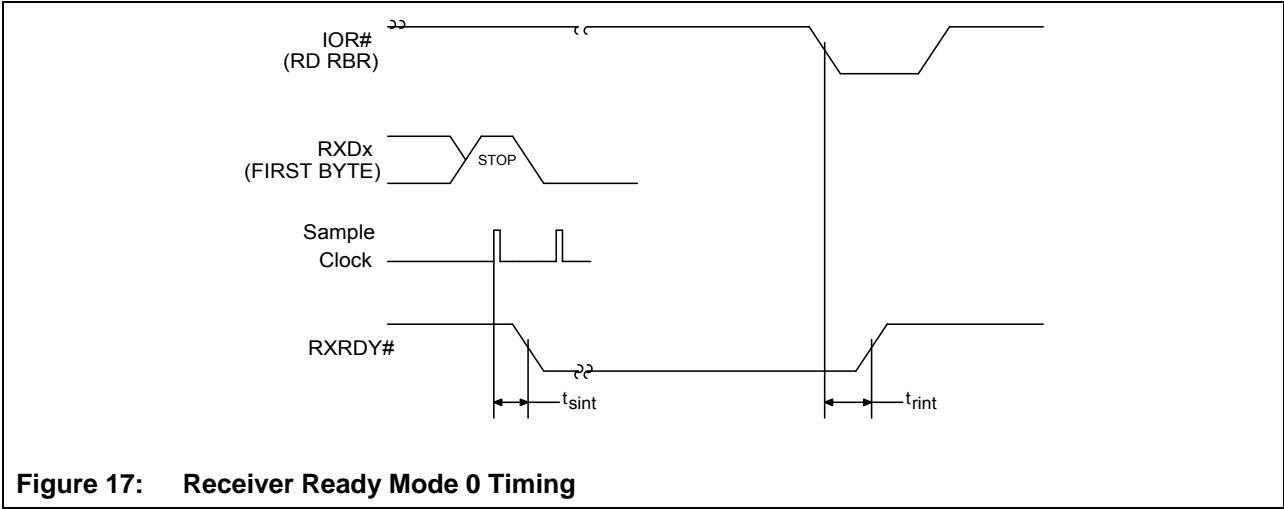 IOR#
(RD RBR)
RXDx
(FIRST BYTE)
STOP
Sample
Clock
RXRDY#
tsint
trint
Figure 17: Receiver Ready Mode 0 Timing